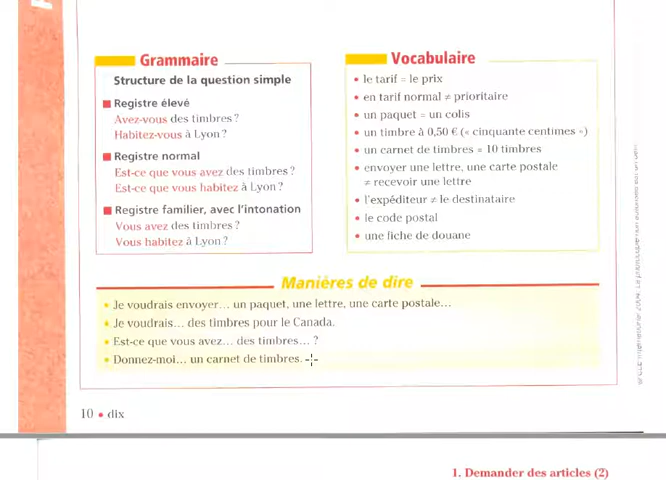 Grammaire
Structure de la question simple
Registre élevé
Avez-vous des timbres ?
Habitez-vous à Lyon ?
Registre normal
Est-ce que vous avez des timbres ?
Est-ce que vous habitez à Lyon ?
Registre familier, avec l'intonation
Vous avez des timbres ?
Vous habitez à Lyon ?
Vocabulaire
• le tarif = le prix
• en tarif normal ≠ prioritaire
• un paquet = un colis
• un timbre à 0,50 € (« cinquante centimes »)
• un carnet de timbres = 10 timbres
• envoyer une lettre, une carte postale
≠ recevoir une lettre
• l'expéditeur ≠ le destinataire
• le code postal
• une fiche de douane
Manières de dire
• Je voudrais envoyer... un paquet, une lettre, une carte postale...
• Je voudrais... des timbres pour le Canada.
• Est-ce que vous avez... des timbres... ?
• Donnez-moi... un carnet de timbres.
10 • dix
1. Demander des articles (2)